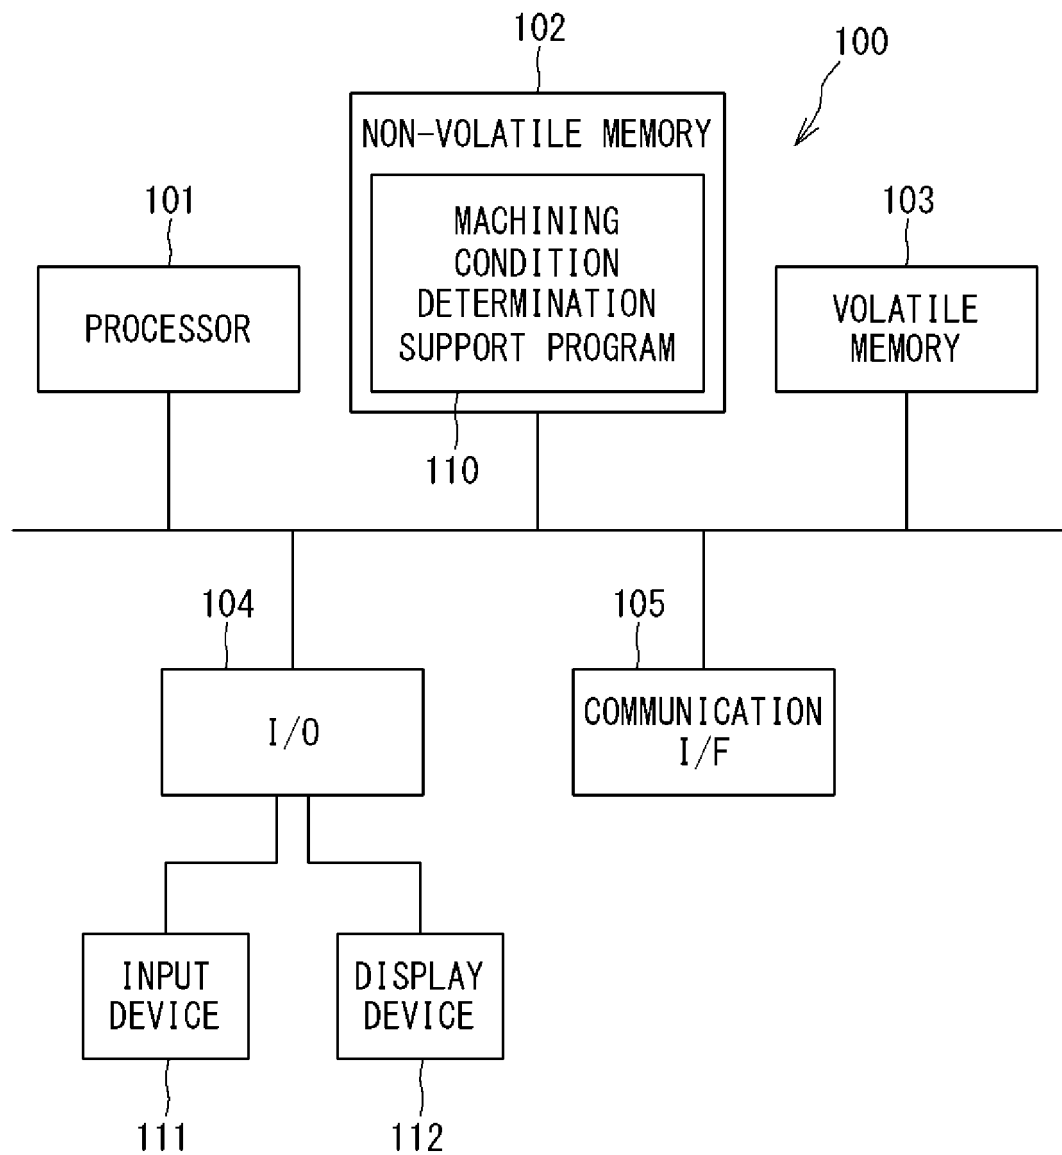 102
100
NON-VOLATILE MEMORY
101
103
MACHINING
CONDITION
DETERMINATION
SUPPORT PROGRAM
PROCESSOR
VOLATILE
MEMORY
110
104
105
I/O
COMMUNICATION
I/F
INPUT
DEVICE
DISPLAY
DEVICE
111
112